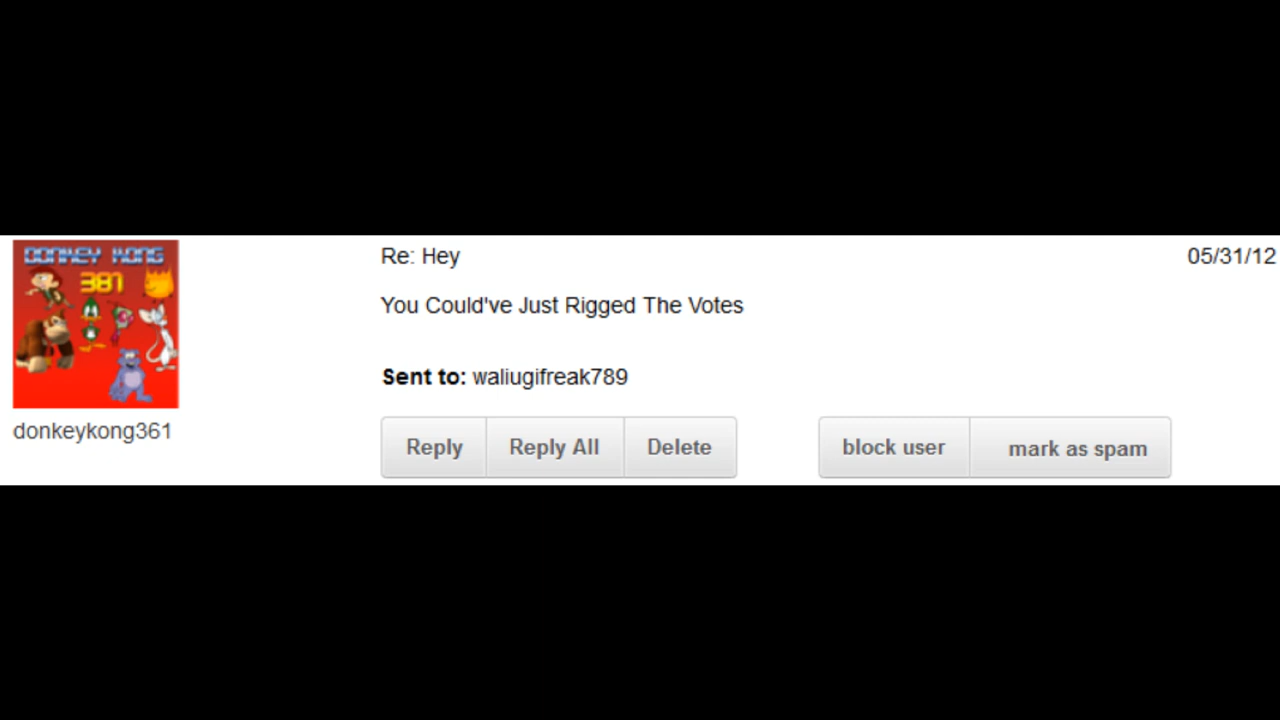 DONKEY KONG
381
donkeykong361
Re: Hey
05/31/12
You Could've Just Rigged The Votes
Sent to: waliugifreak789
Reply
Reply All
Delete
block user
mark as spam